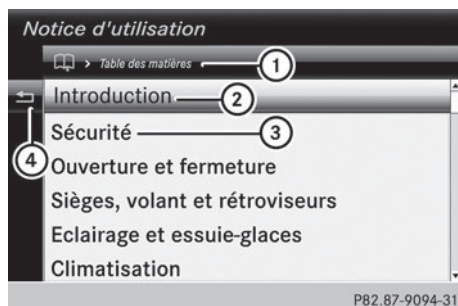 Notice d'utilisation
> Table des matières
1
Introduction
2
Sécurité
3
4
Ouverture et fermeture
Sièges, volant et rétroviseurs
Eclairage et essuie-glaces
Climatisation
P82.87-9094-31